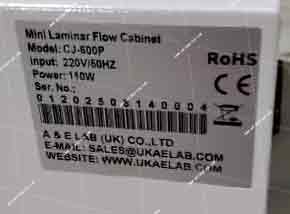 Mini Laminar Flow Cabinet
Model: CJ-600P
Input: 220V/50HZ
Power: 110W
Ser. No.:
RoHS
CE
01202503140004
A & E LAB (UK) CO.,LTD
E-MAIL: SALES@UKAELAB.COM
WEBSITE: WWW.UKAELAB.COM